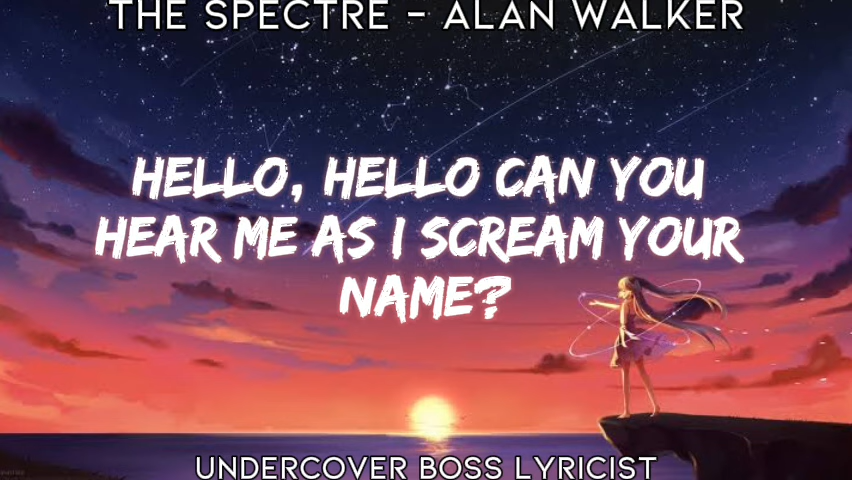 THE SPECTRE - ALAN WALKER
HELLO, HELLO CAN YOU
HEAR ME AS I SCREAM YOUR
NAME?
UNDERCOVER BOSS LYRICIST